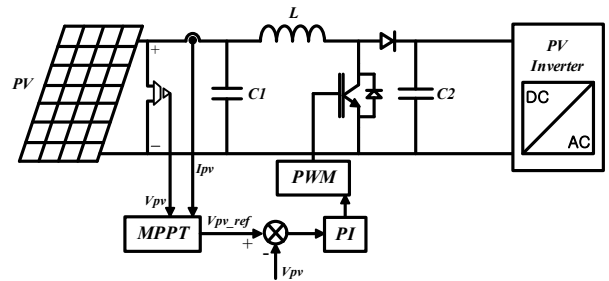 L
+
PV
PV
Inverter
C1
C2
DC
AC
−
Ipv
PWM
Vpv
MPPT
Vpv_ref
+
-
PI
Vpv